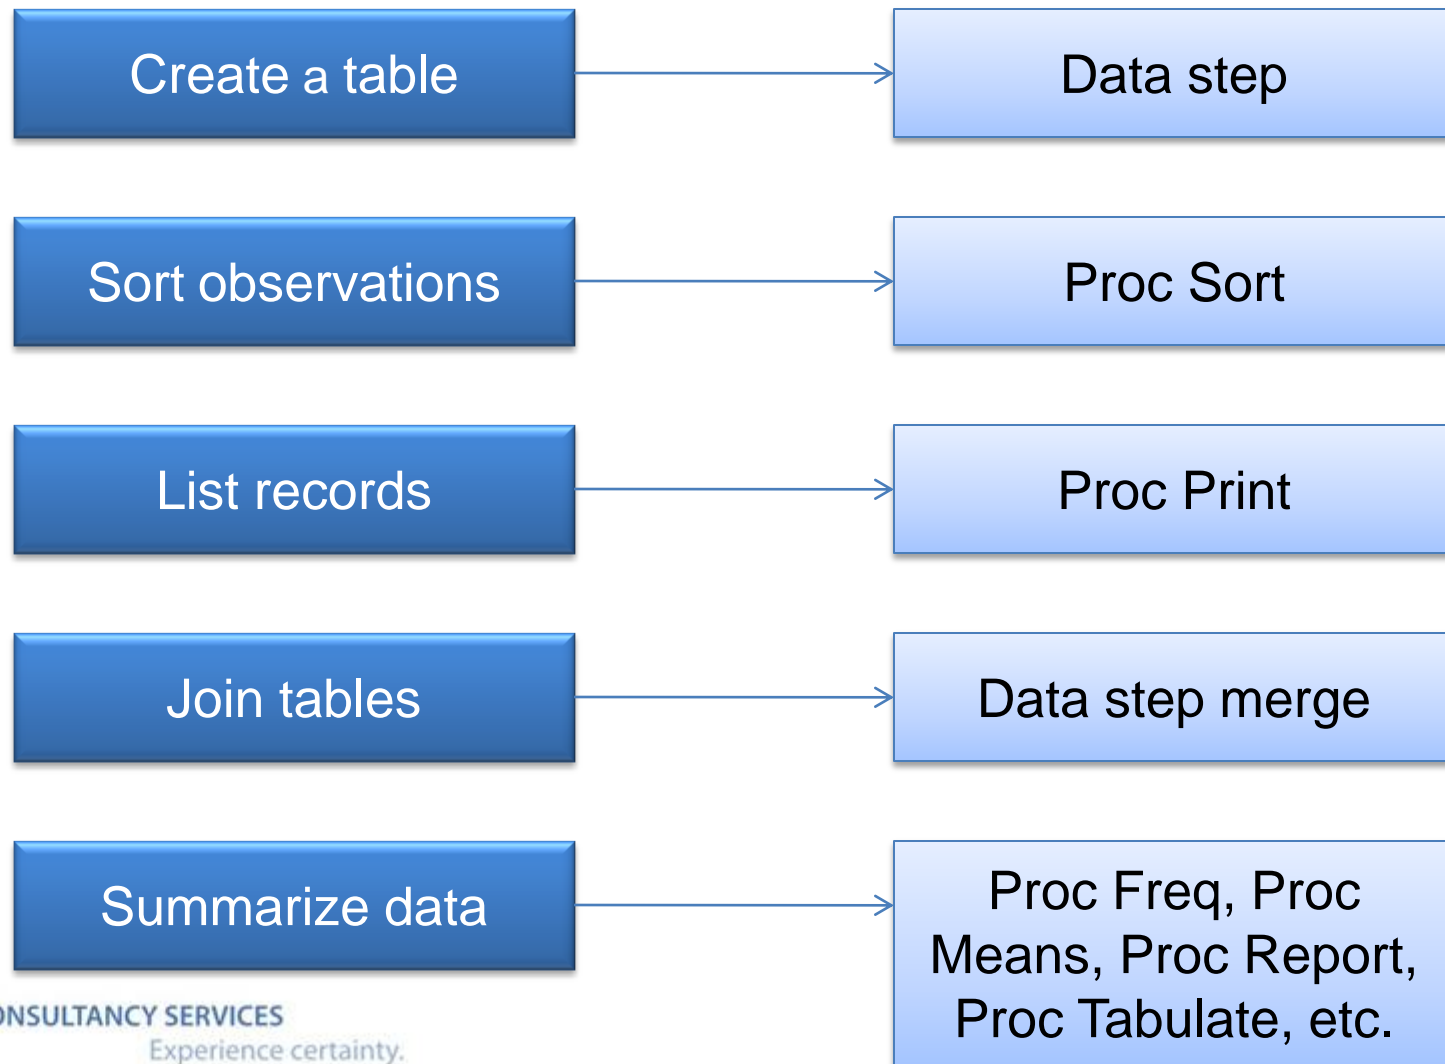 Create a table
Data step
Sort observations
Proc Sort
List records
Proc Print
Join tables
Data step merge
Summarize data
Proc Freq, Proc
Means, Proc Report,
Proc Tabulate, etc.
ONSULTANCY SERVICES
Experience certainty.